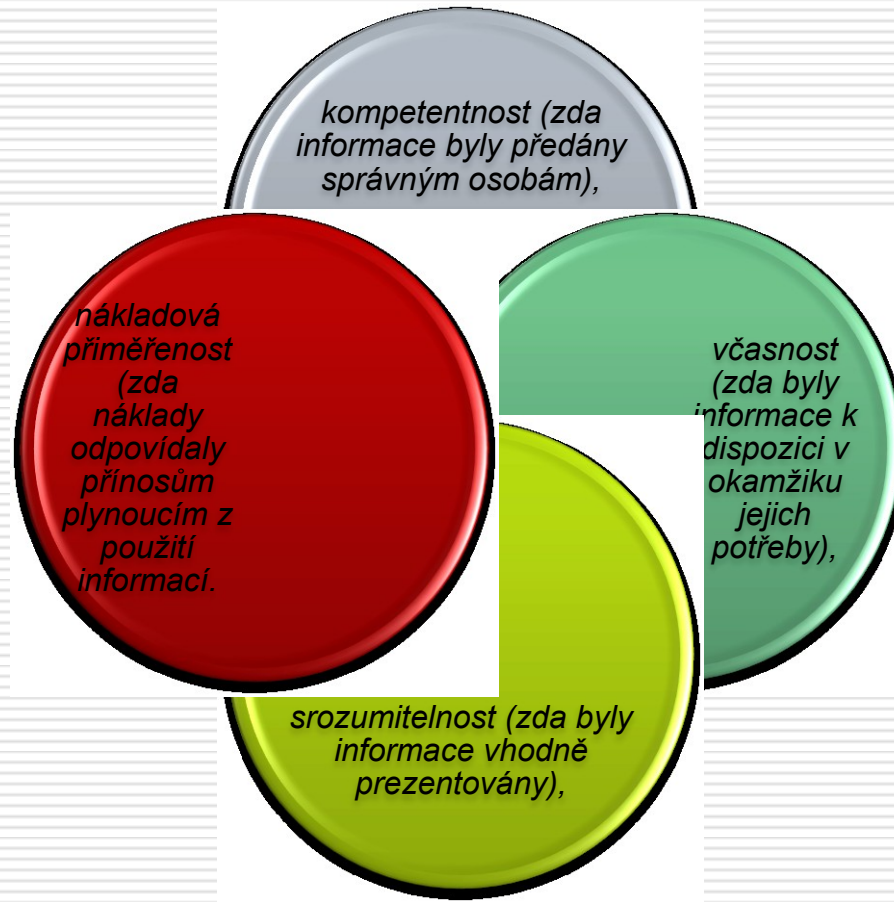 kompetentnost (zda
informace byly předány
správným osobám),
včasnost
(zda byly
informace k
dispozici v
okamžiku
jejich
potřeby),
srozumitelnost (zda byly
informace vhodně
prezentovány),
nákladová
přiměřenost
(zda
náklady
odpovídaly
přínosům
plynoucím z
použití
informací.